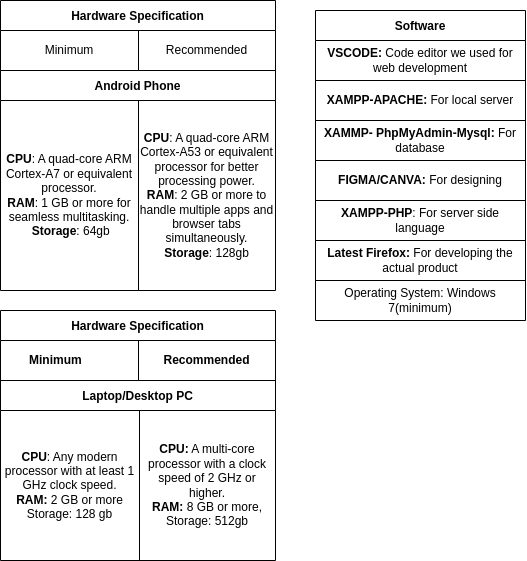 Hardware Specification
Minimum
Recommended
Android Phone
CPU: A quad-core ARM
Cortex-A7 or equivalent
processor.
RAM: 1 GB or more for
seamless multitasking.
Storage: 64gb
CPU: A quad-core ARM
Cortex-A53 or equivalent
processor for better
processing power.
RAM: 2 GB or more to
handle multiple apps and
browser tabs
simultaneously.
Storage: 128gb
Hardware Specification
Minimum
Recommended
Laptop/Desktop PC
CPU: Any modern
processor with at least 1
GHz clock speed.
RAM: 2 GB or more
Storage: 128 gb
CPU: A multi-core
processor with a clock
speed of 2 GHz or
higher.
RAM: 8 GB or more,
Storage: 512gb
Software
VSCODE: Code editor we used for
web development
XAMPP-APACHE: For local server
XAMMP- PhpMyAdmin-Mysql: For
database
FIGMA/CANVA: For designing
XAMPP-PHP: For server side
language
Latest Firefox: For developing the
actual product
Operating System: Windows
7(minimum)